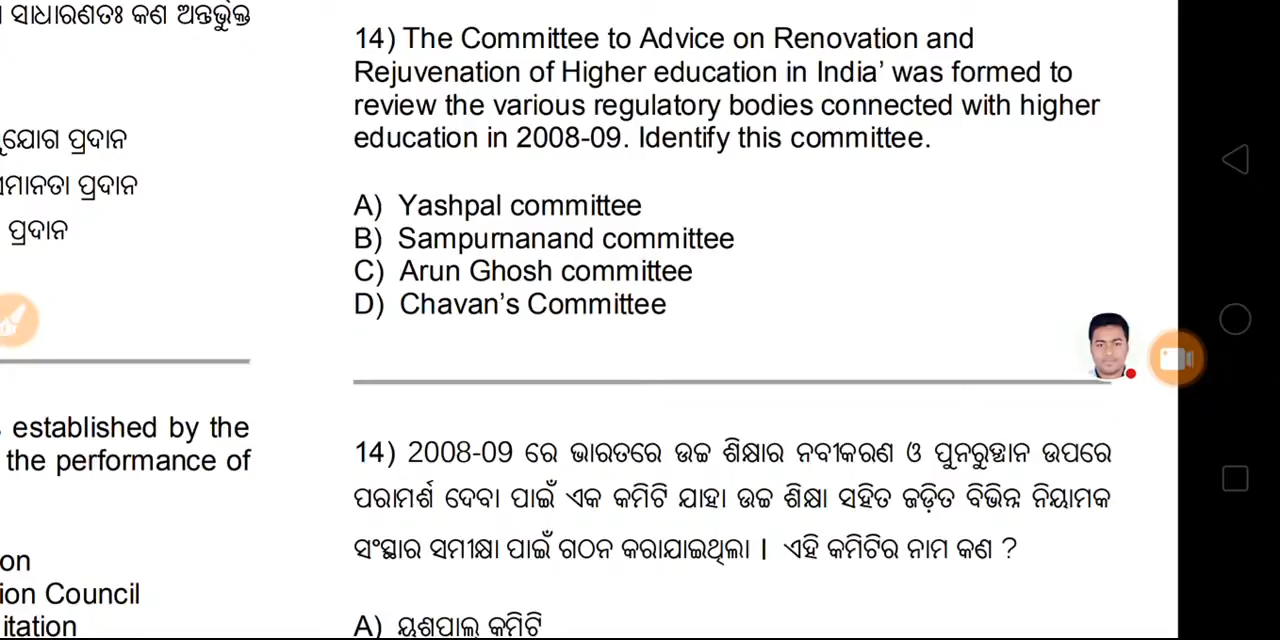 ସାଧାରଣତଃ କଣ ଅନ୍ତର୍ଭୁକ୍ତ
ପ୍ରଦାନ
ପ୍ରଦାନ
ପ୍ରଦାନ
established by the
the performance of
on
ion Council
itation
14) The Committee to Advice on Renovation and
Rejuvenation of Higher education in India’ was formed to
review the various regulatory bodies connected with higher
education in 2008-09. Identify this committee.
A) Yashpal committee
B) Sampurnanand committee
C) Arun Ghosh committee
D) Chavan’s Committee
14) 2008-09 ରେ ଭାରତରେ ଉଚ୍ଚ ଶିକ୍ଷାର ନବୀକରଣ ଓ ପୁନରୁତ୍ଥାନ ଉପରେ
ପରାମର୍ଶ ଦେବା ପାଇଁ ଏକ କମିଟି ଯାହା ଉଚ୍ଚ ଶିକ୍ଷା ସହିତ ଜଡ଼ିତ ବିଭିନ୍ନ ନିୟାମକ
ସଂସ୍ଥାର ସମୀକ୍ଷା ପାଇଁ ଗଠନ କରାଯାଇଥିଲା | ଏହି କମିଟିର ନାମ କଣ ?
A) ୟଶପାଲ୍ କମିଟି